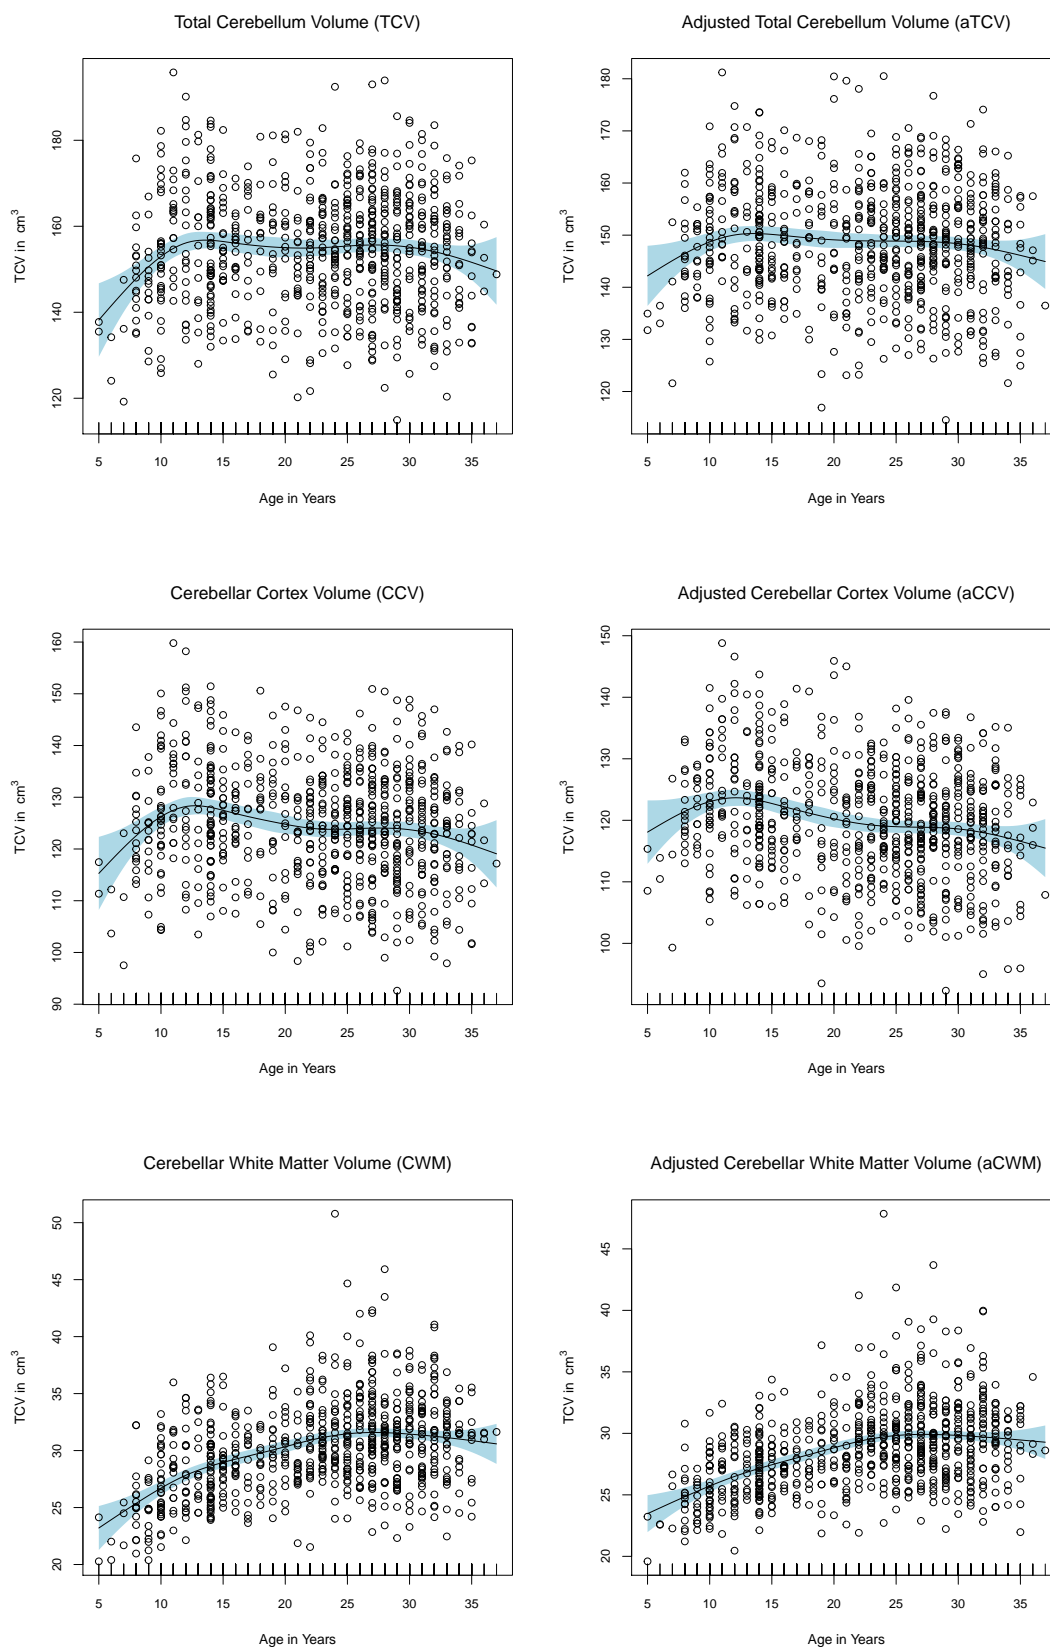 Total Cerebellum Volume (TCV)
TCV in cm³
120 140 160 180
5 10 15 20 25 30 35
Age in Years
Adjusted Total Cerebellum Volume (aTCV)
TCV in cm³
120 130 140 150 160 170 180
5 10 15 20 25 30 35
Age in Years
Cerebellar Cortex Volume (CCV)
TCV in cm³
90 100 110 120 130 140 150 160
5 10 15 20 25 30 35
Age in Years
Adjusted Cerebellar Cortex Volume (aCCV)
TCV in cm³
100 110 120 130 140 150
5 10 15 20 25 30 35
Age in Years
Cerebellar White Matter Volume (CWM)
TCV in cm³
20 25 30 35 40 45 50
5 10 15 20 25 30 35
Age in Years
Adjusted Cerebellar White Matter Volume (aCWM)
TCV in cm³
20 25 30 35 40 45
5 10 15 20 25 30 35
Age in Years